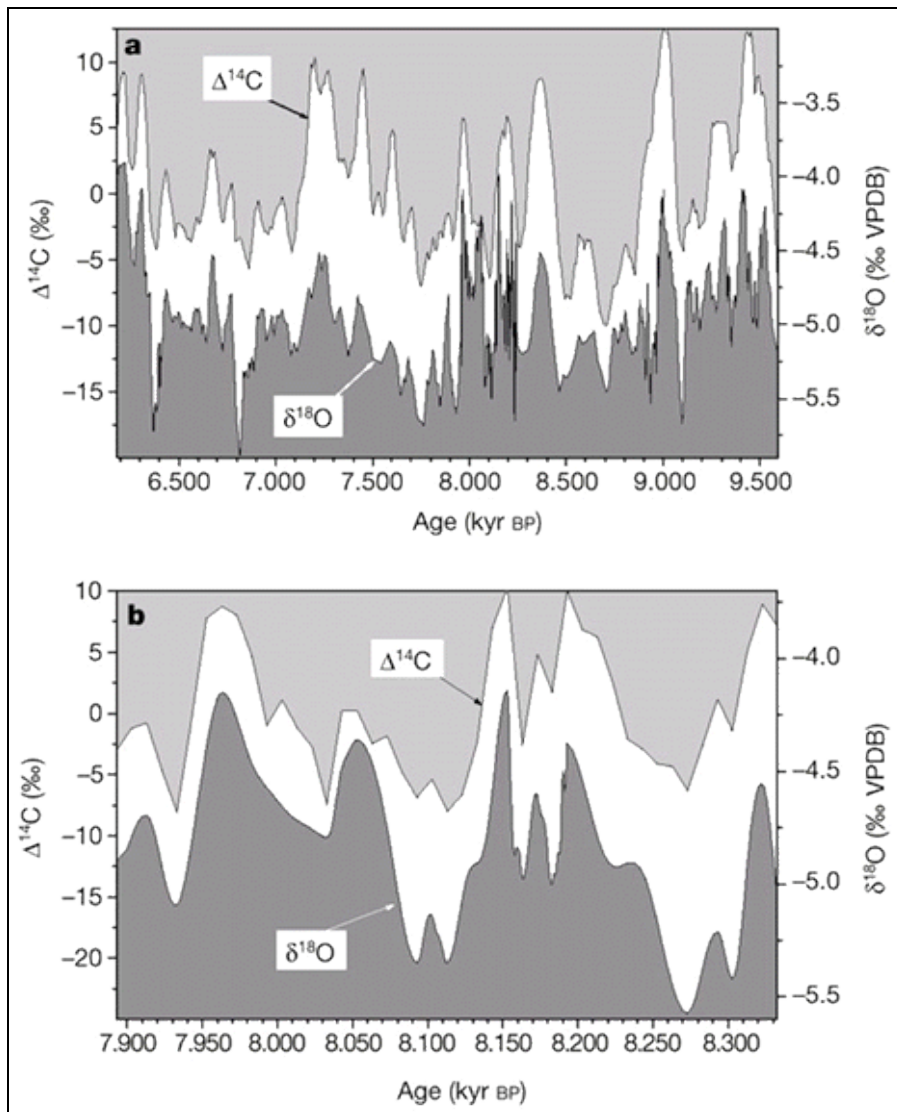 a
Δ¹⁴C
δ¹⁸O
10
5
0
−5
−10
−15
Δ¹⁴C (‰)
−3.5
−4.0
−4.5
−5.0
−5.5
δ¹⁸O (‰ VPDB)
6.500 7.000 7.500 8.000 8.500 9.000 9.500
Age (kyr BP)
b
Δ¹⁴C
δ¹⁸O
10
5
0
−5
−10
−15
−20
Δ¹⁴C (‰)
−4.0
−4.5
−5.0
−5.5
δ¹⁸O (‰ VPDB)
7.900 7.950 8.000 8.050 8.100 8.150 8.200 8.250 8.300
Age (kyr BP)